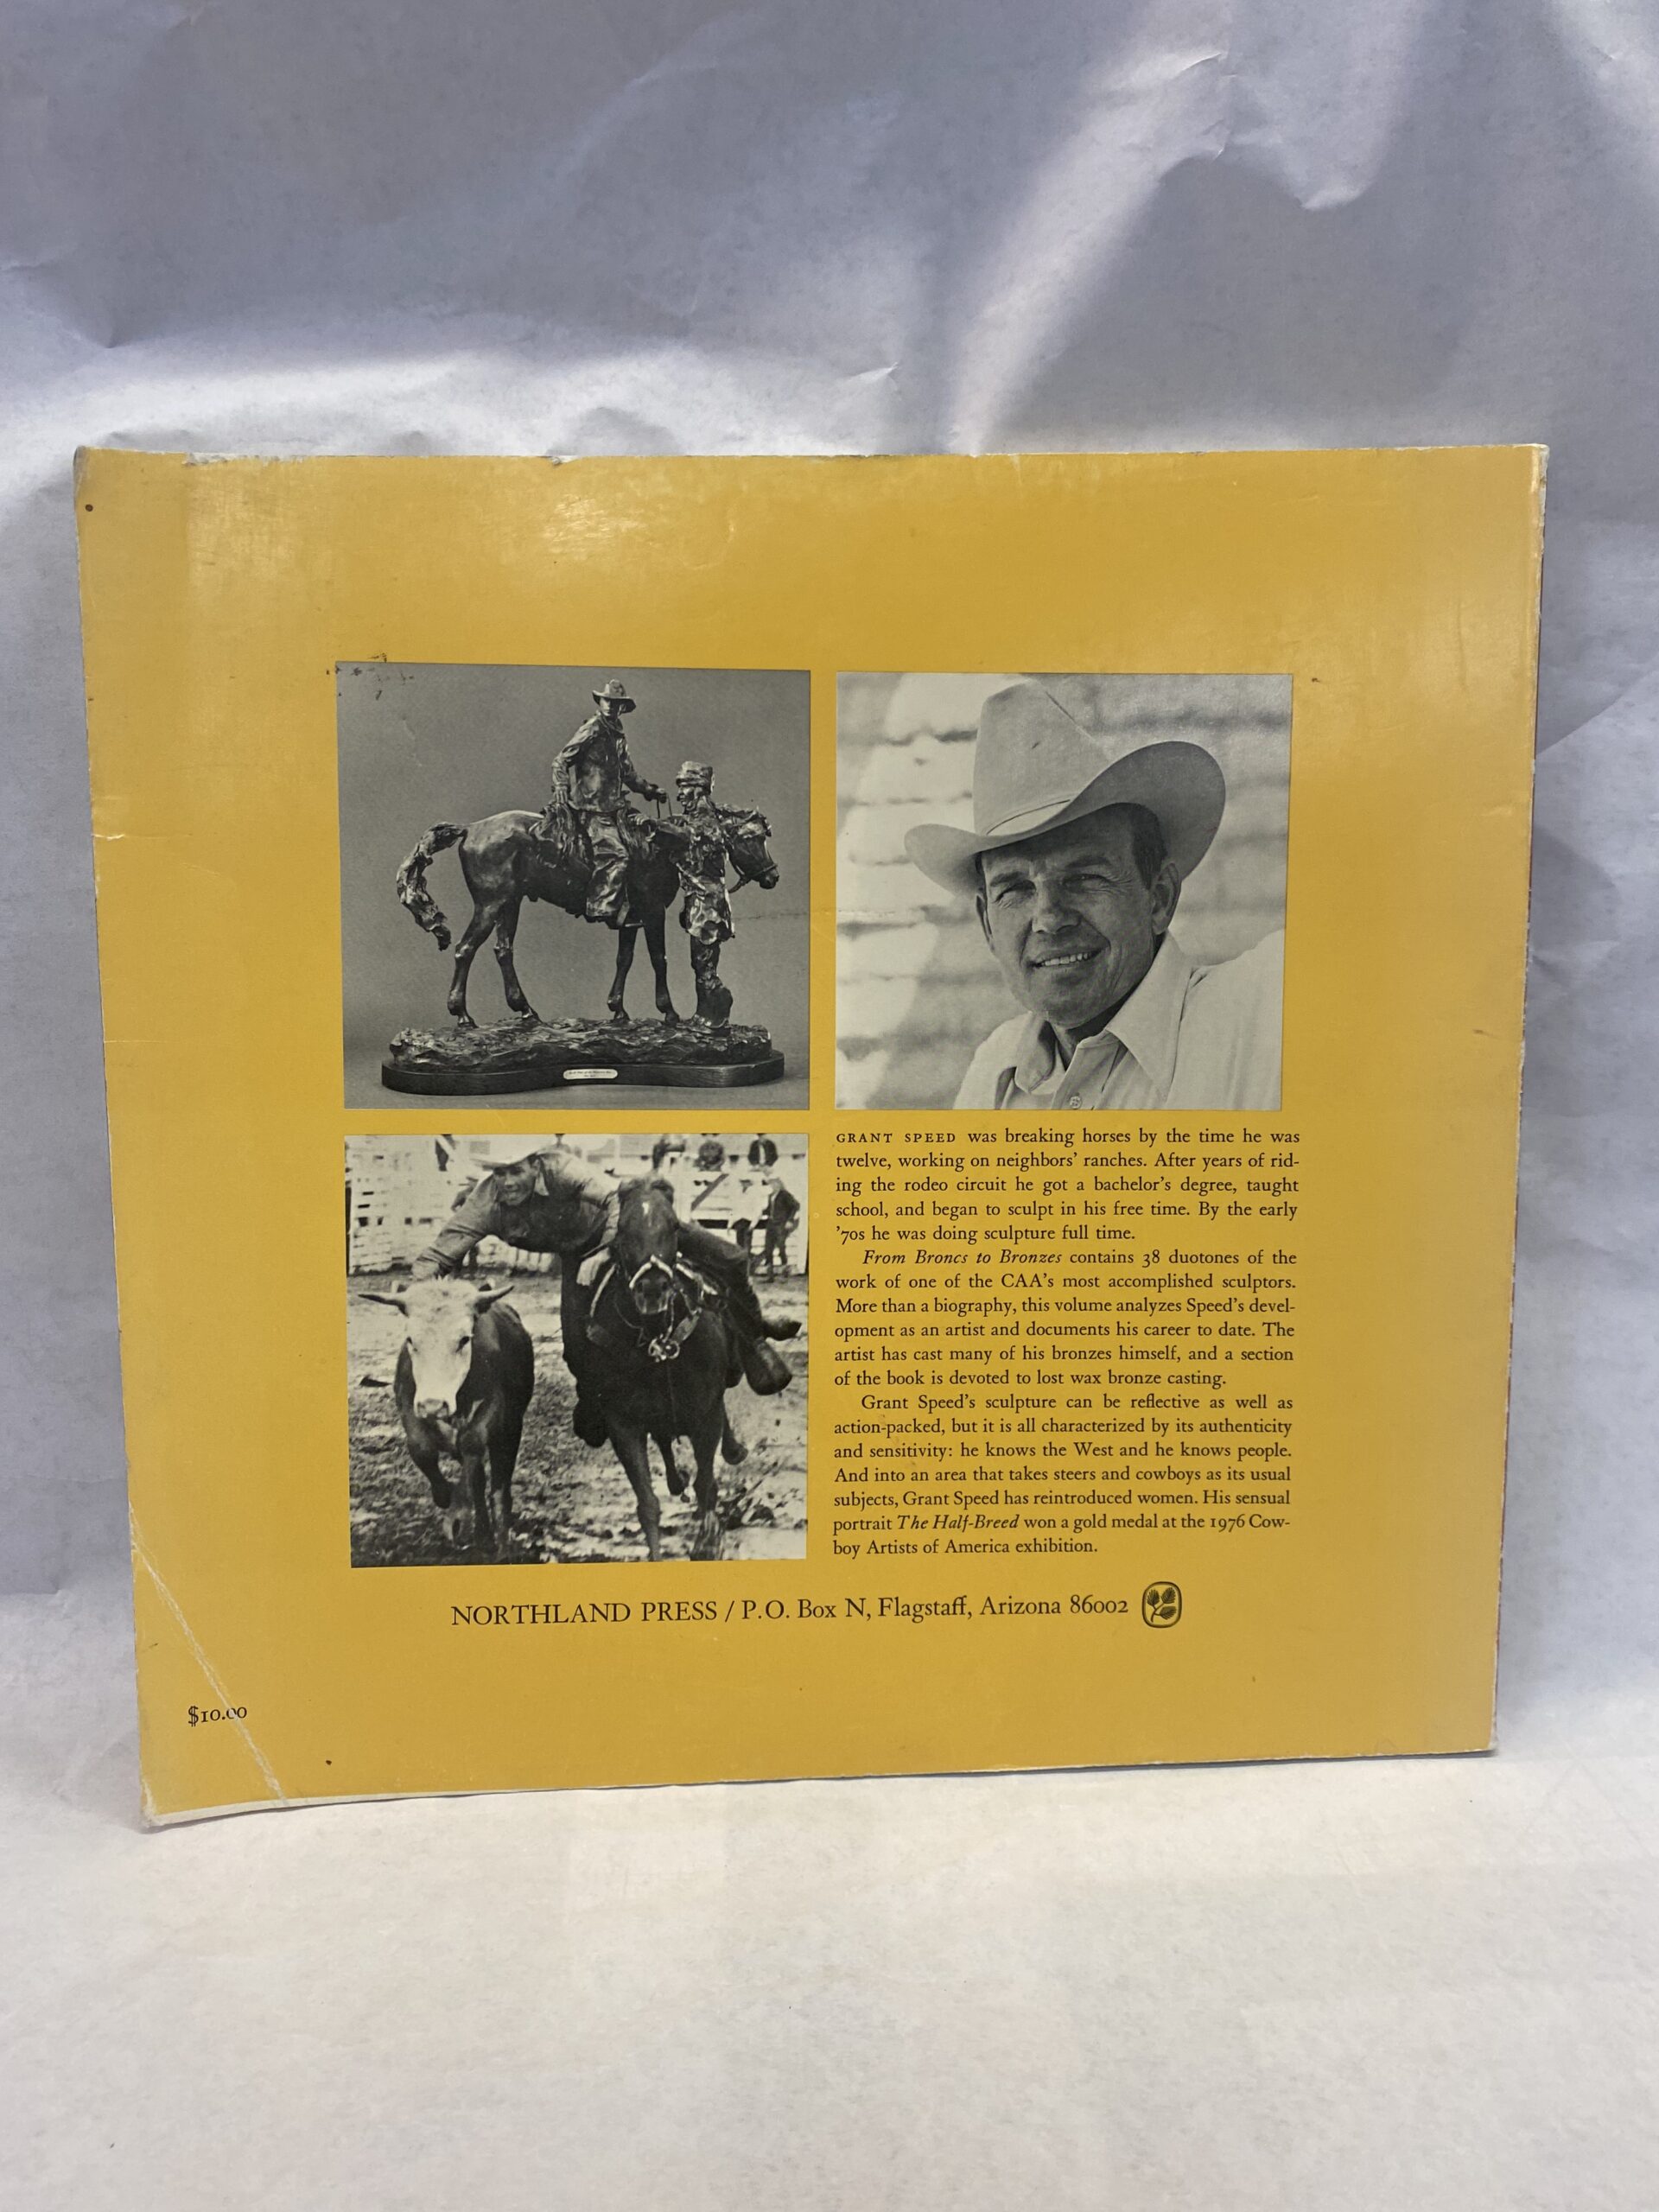 GRANT SPEED was breaking horses by the time he was
twelve, working on neighbors' ranches. After years of rid-
ing the rodeo circuit he got a bachelor's degree, taught
school, and began to sculpt in his free time. By the early
'70s he was doing sculpture full time.
From Broncs to Bronzes contains 38 duotones of the
work of one of the CAA's most accomplished sculptors.
More than a biography, this volume analyzes Speed's devel-
opment as an artist and documents his career to date. The
artist has cast many of his bronzes himself, and a section
of the book is devoted to lost wax bronze casting.
Grant Speed's sculpture can be reflective as well as
action-packed, but it is all characterized by its authenticity
and sensitivity: he knows the West and he knows people.
And into an area that takes steers and cowboys as its usual
subjects, Grant Speed has reintroduced women. His sensual
portrait The Half-Breed won a gold medal at the 1976 Cow-
boy Artists of America exhibition.
NORTHLAND PRESS / P.O. Box N, Flagstaff, Arizona 86002
$10.00